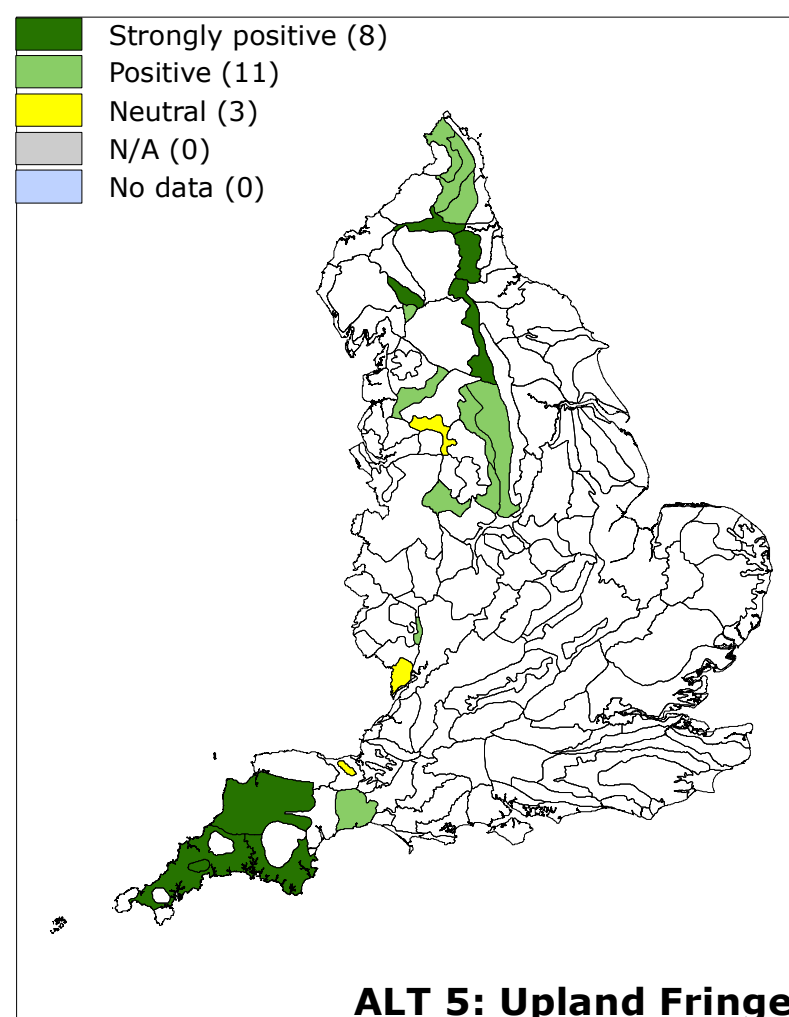 Strongly positive (8)
Positive (11)
Neutral (3)
N/A (0)
No data (0)
ALT 5: Upland Fringe